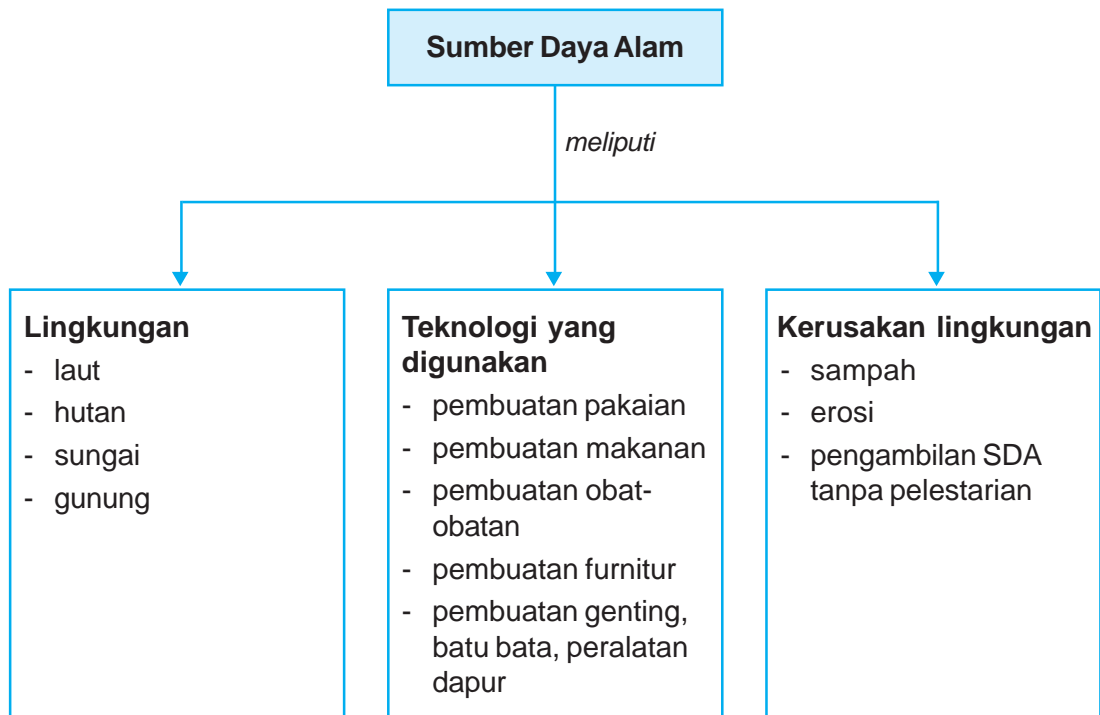 Sumber Daya Alam
meliputi
Lingkungan
- laut
- hutan
- sungai
- gunung
Teknologi yang
digunakan
- pembuatan pakaian
- pembuatan makanan
- pembuatan obat-
obatan
- pembuatan furnitur
- pembuatan genting,
batu bata, peralatan
dapur
Kerusakan lingkungan
- sampah
- erosi
- pengambilan SDA
tanpa pelestarian